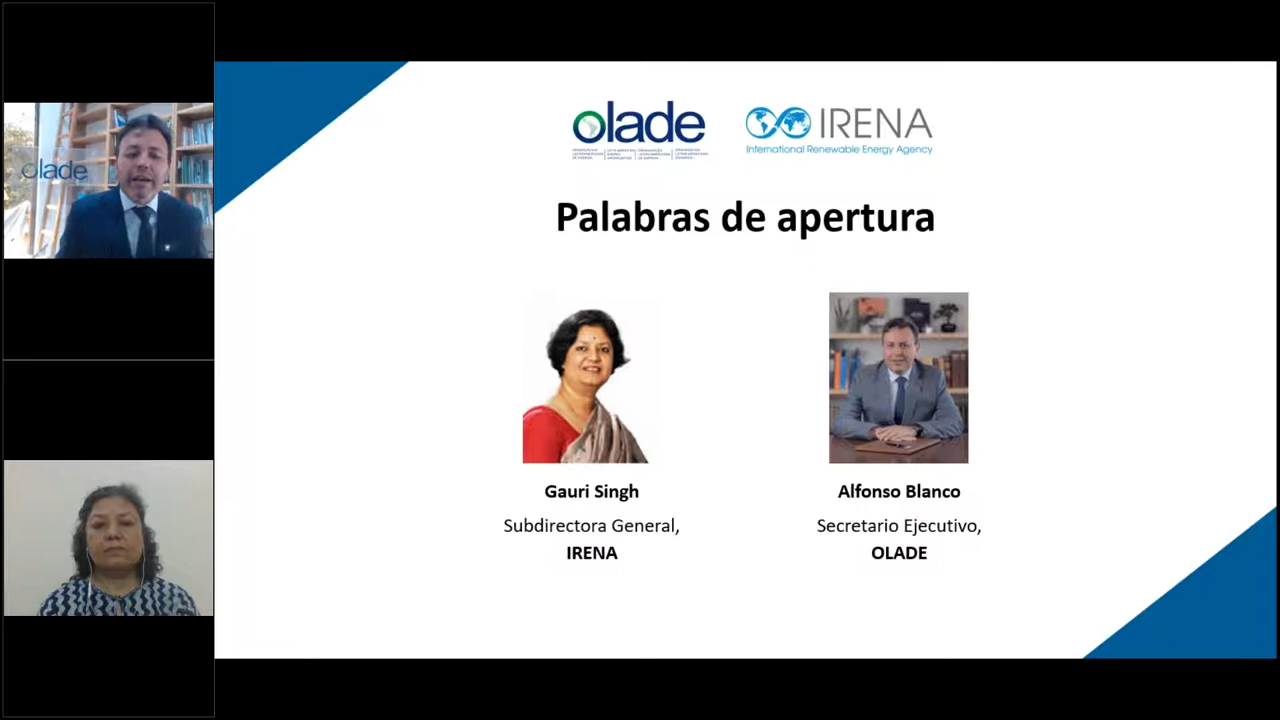 olade
olade
IRENA
International Renewable Energy Agency
Palabras de apertura
Gauri Singh
Subdirectora General,
IRENA
Alfonso Blanco
Secretario Ejecutivo,
OLADE